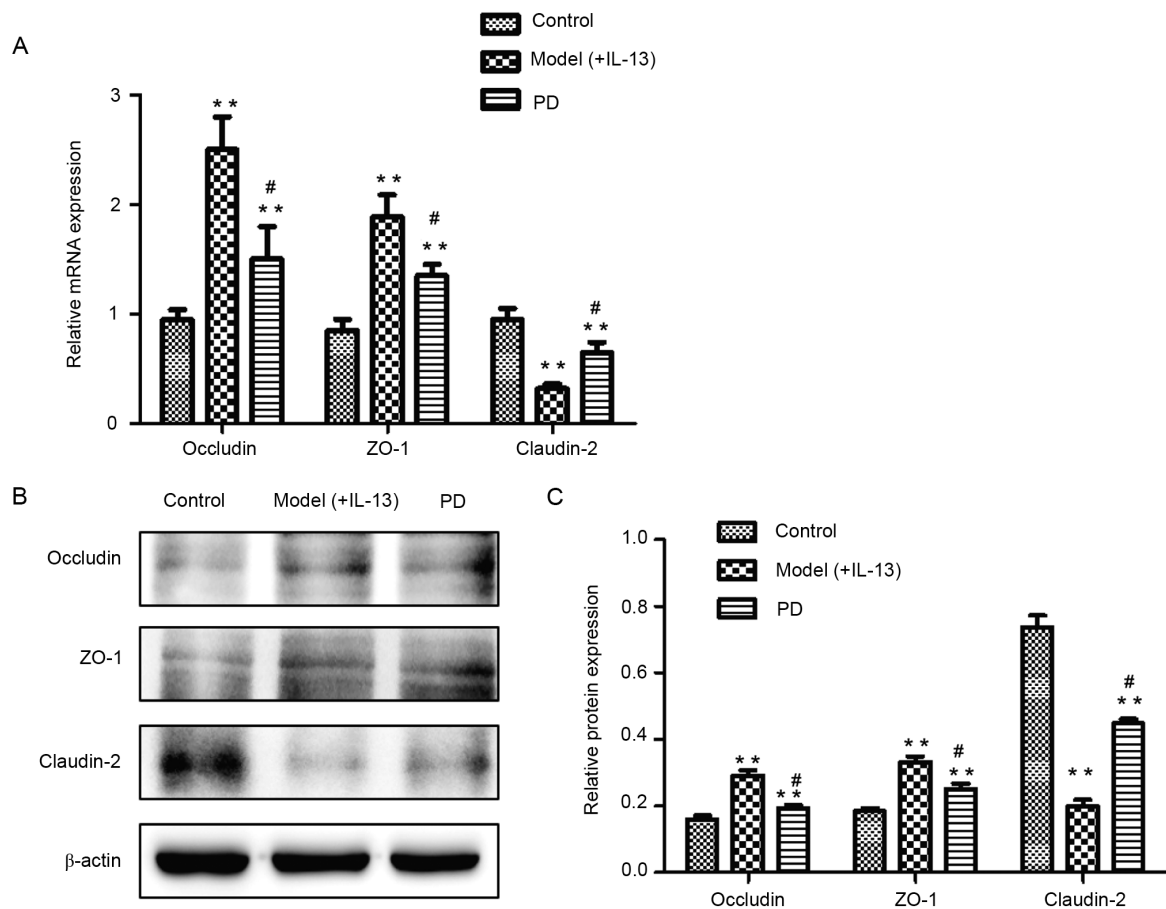 A
Control
Model (+IL-13)
PD
Relative mRNA expression
3
2
1
0
* *
#
* *
* *
#
* *
* *
#
* *
Occludin
ZO-1
Claudin-2
B
Control
Model (+IL-13)
PD
Occludin
ZO-1
Claudin-2
β-actin
C
Control
Model (+IL-13)
PD
Relative protein expression
1.0
0.8
0.6
0.4
0.2
0.0
* *
#
* *
* *
#
* *
* *
#
* *
Occludin
ZO-1
Claudin-2